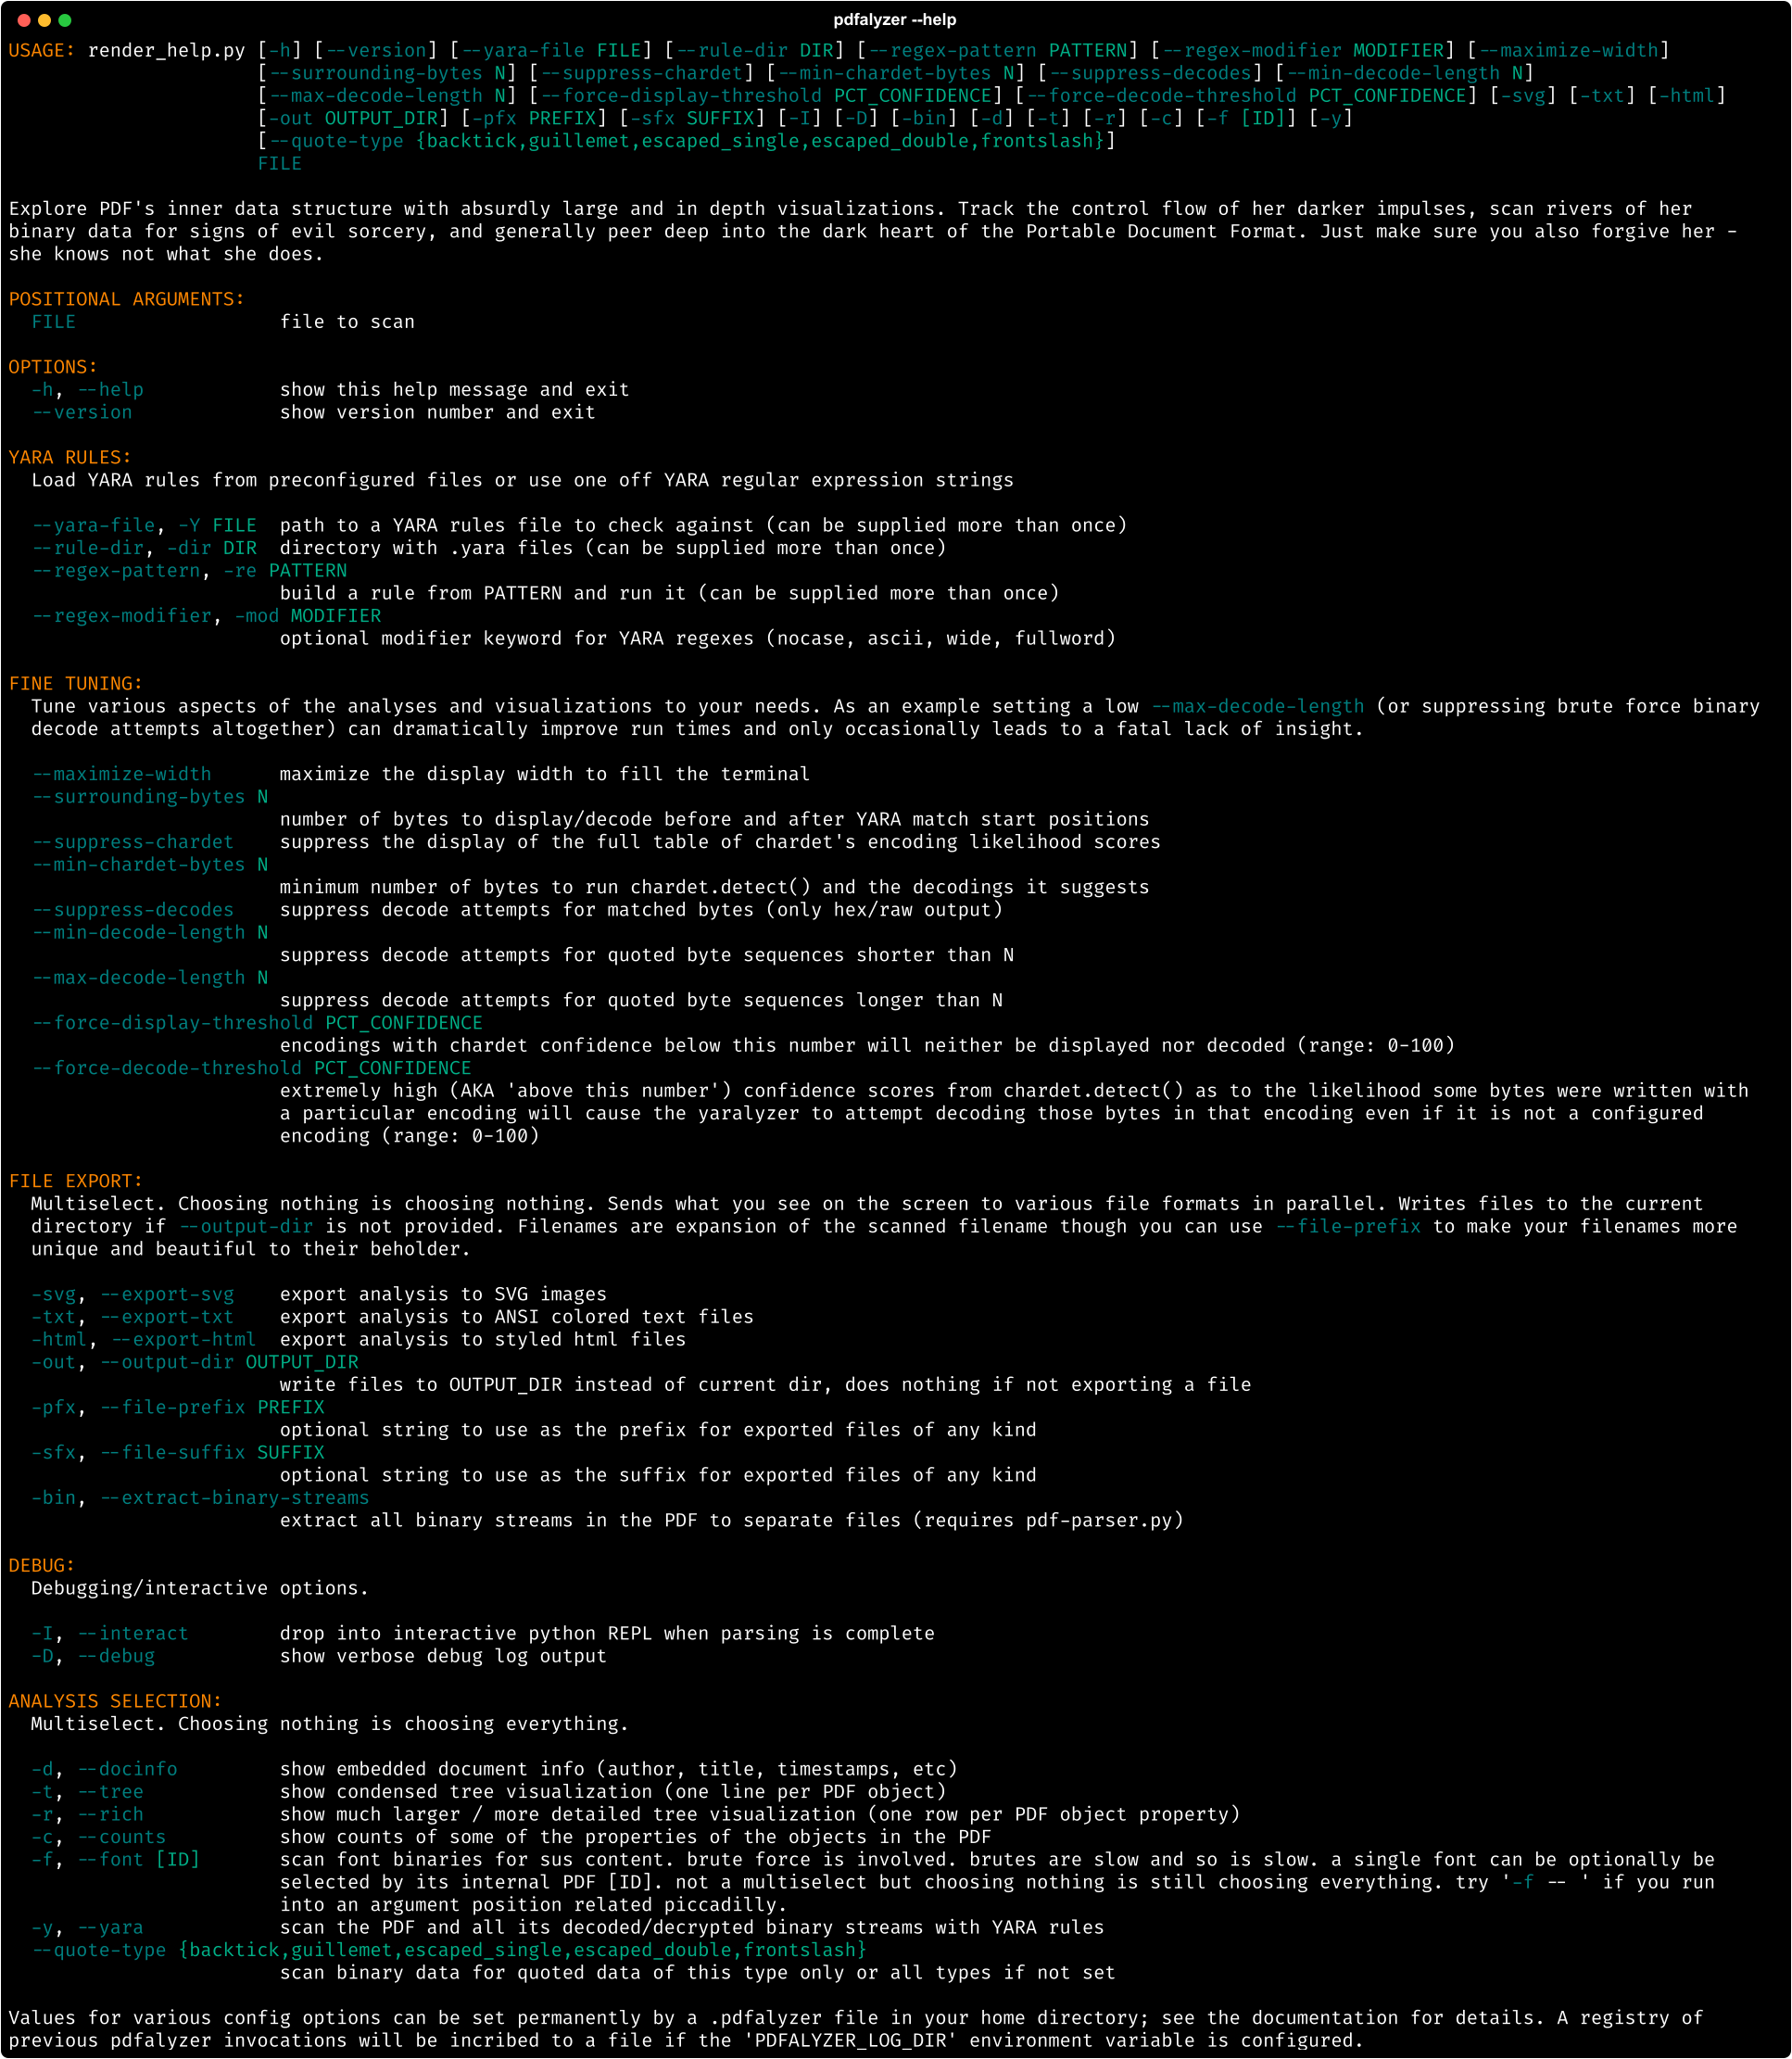 pdfalyzer --help
USAGE: render_help.py [-h] [--version] [--yara-file FILE] [--rule-dir DIR] [--regex-pattern PATTERN] [--regex-modifier MODIFIER] [--maximize-width]
[--surrounding-bytes N] [--suppress-chardet] [--min-chardet-bytes N] [--suppress-decodes] [--min-decode-length N]
[--max-decode-length N] [--force-display-threshold PCT_CONFIDENCE] [--force-decode-threshold PCT_CONFIDENCE] [-svg] [-txt] [-html]
[-out OUTPUT_DIR] [-pfx PREFIX] [-sfx SUFFIX] [-I] [-D] [-bin] [-d] [-t] [-r] [-c] [-f [ID]] [-y]
[--quote-type {backtick,guillemet,escaped_single,escaped_double,frontslash}]
FILE
Explore PDF's inner data structure with absurdly large and in depth visualizations. Track the control flow of her darker impulses, scan rivers of her
binary data for signs of evil sorcery, and generally peer deep into the dark heart of the Portable Document Format. Just make sure you also forgive her -
she knows not what she does.
POSITIONAL ARGUMENTS:
FILE file to scan
OPTIONS:
-h, --help show this help message and exit
--version show version number and exit
YARA RULES:
Load YARA rules from preconfigured files or use one off YARA regular expression strings
--yara-file, -Y FILE path to a YARA rules file to check against (can be supplied more than once)
--rule-dir, -dir DIR directory with .yara files (can be supplied more than once)
--regex-pattern, -re PATTERN
build a rule from PATTERN and run it (can be supplied more than once)
--regex-modifier, -mod MODIFIER
optional modifier keyword for YARA regexes (nocase, ascii, wide, fullword)
FINE TUNING:
Tune various aspects of the analyses and visualizations to your needs. As an example setting a low --max-decode-length (or suppressing brute force binary
decode attempts altogether) can dramatically improve run times and only occasionally leads to a fatal lack of insight.
--maximize-width maximize the display width to fill the terminal
--surrounding-bytes N
number of bytes to display/decode before and after YARA match start positions
--suppress-chardet suppress the display of the full table of chardet's encoding likelihood scores
--min-chardet-bytes N
minimum number of bytes to run chardet.detect() and the decodings it suggests
--suppress-decodes suppress decode attempts for matched bytes (only hex/raw output)
--min-decode-length N
suppress decode attempts for quoted byte sequences shorter than N
--max-decode-length N
suppress decode attempts for quoted byte sequences longer than N
--force-display-threshold PCT_CONFIDENCE
encodings with chardet confidence below this number will neither be displayed nor decoded (range: 0-100)
--force-decode-threshold PCT_CONFIDENCE
extremely high (AKA 'above this number') confidence scores from chardet.detect() as to the likelihood some bytes were written with
a particular encoding will cause the yaralyzer to attempt decoding those bytes in that encoding even if it is not a configured
encoding (range: 0-100)
FILE EXPORT:
Multiselect. Choosing nothing is choosing nothing. Sends what you see on the screen to various file formats in parallel. Writes files to the current
directory if --output-dir is not provided. Filenames are expansion of the scanned filename though you can use --file-prefix to make your filenames more
unique and beautiful to their beholder.
-svg, --export-svg export analysis to SVG images
-txt, --export-txt export analysis to ANSI colored text files
-html, --export-html export analysis to styled html files
-out, --output-dir OUTPUT_DIR
write files to OUTPUT_DIR instead of current dir, does nothing if not exporting a file
-pfx, --file-prefix PREFIX
optional string to use as the prefix for exported files of any kind
-sfx, --file-suffix SUFFIX
optional string to use as the suffix for exported files of any kind
-bin, --extract-binary-streams
extract all binary streams in the PDF to separate files (requires pdf-parser.py)
DEBUG:
Debugging/interactive options.
-I, --interact drop into interactive python REPL when parsing is complete
-D, --debug show verbose debug log output
ANALYSIS SELECTION:
Multiselect. Choosing nothing is choosing everything.
-d, --docinfo show embedded document info (author, title, timestamps, etc)
-t, --tree show condensed tree visualization (one line per PDF object)
-r, --rich show much larger / more detailed tree visualization (one row per PDF object property)
-c, --counts show counts of some of the properties of the objects in the PDF
-f, --font [ID] scan font binaries for sus content. brute force is involved. brutes are slow and so is slow. a single font can be optionally be
selected by its internal PDF [ID]. not a multiselect but choosing nothing is still choosing everything. try '-f -- ' if you run
into an argument position related piccadilly.
-y, --yara scan the PDF and all its decoded/decrypted binary streams with YARA rules
--quote-type {backtick,guillemet,escaped_single,escaped_double,frontslash}
scan binary data for quoted data of this type only or all types if not set
Values for various config options can be set permanently by a .pdfalyzer file in your home directory; see the documentation for details. A registry of
previous pdfalyzer invocations will be incribed to a file if the 'PDFALYZER_LOG_DIR' environment variable is configured.